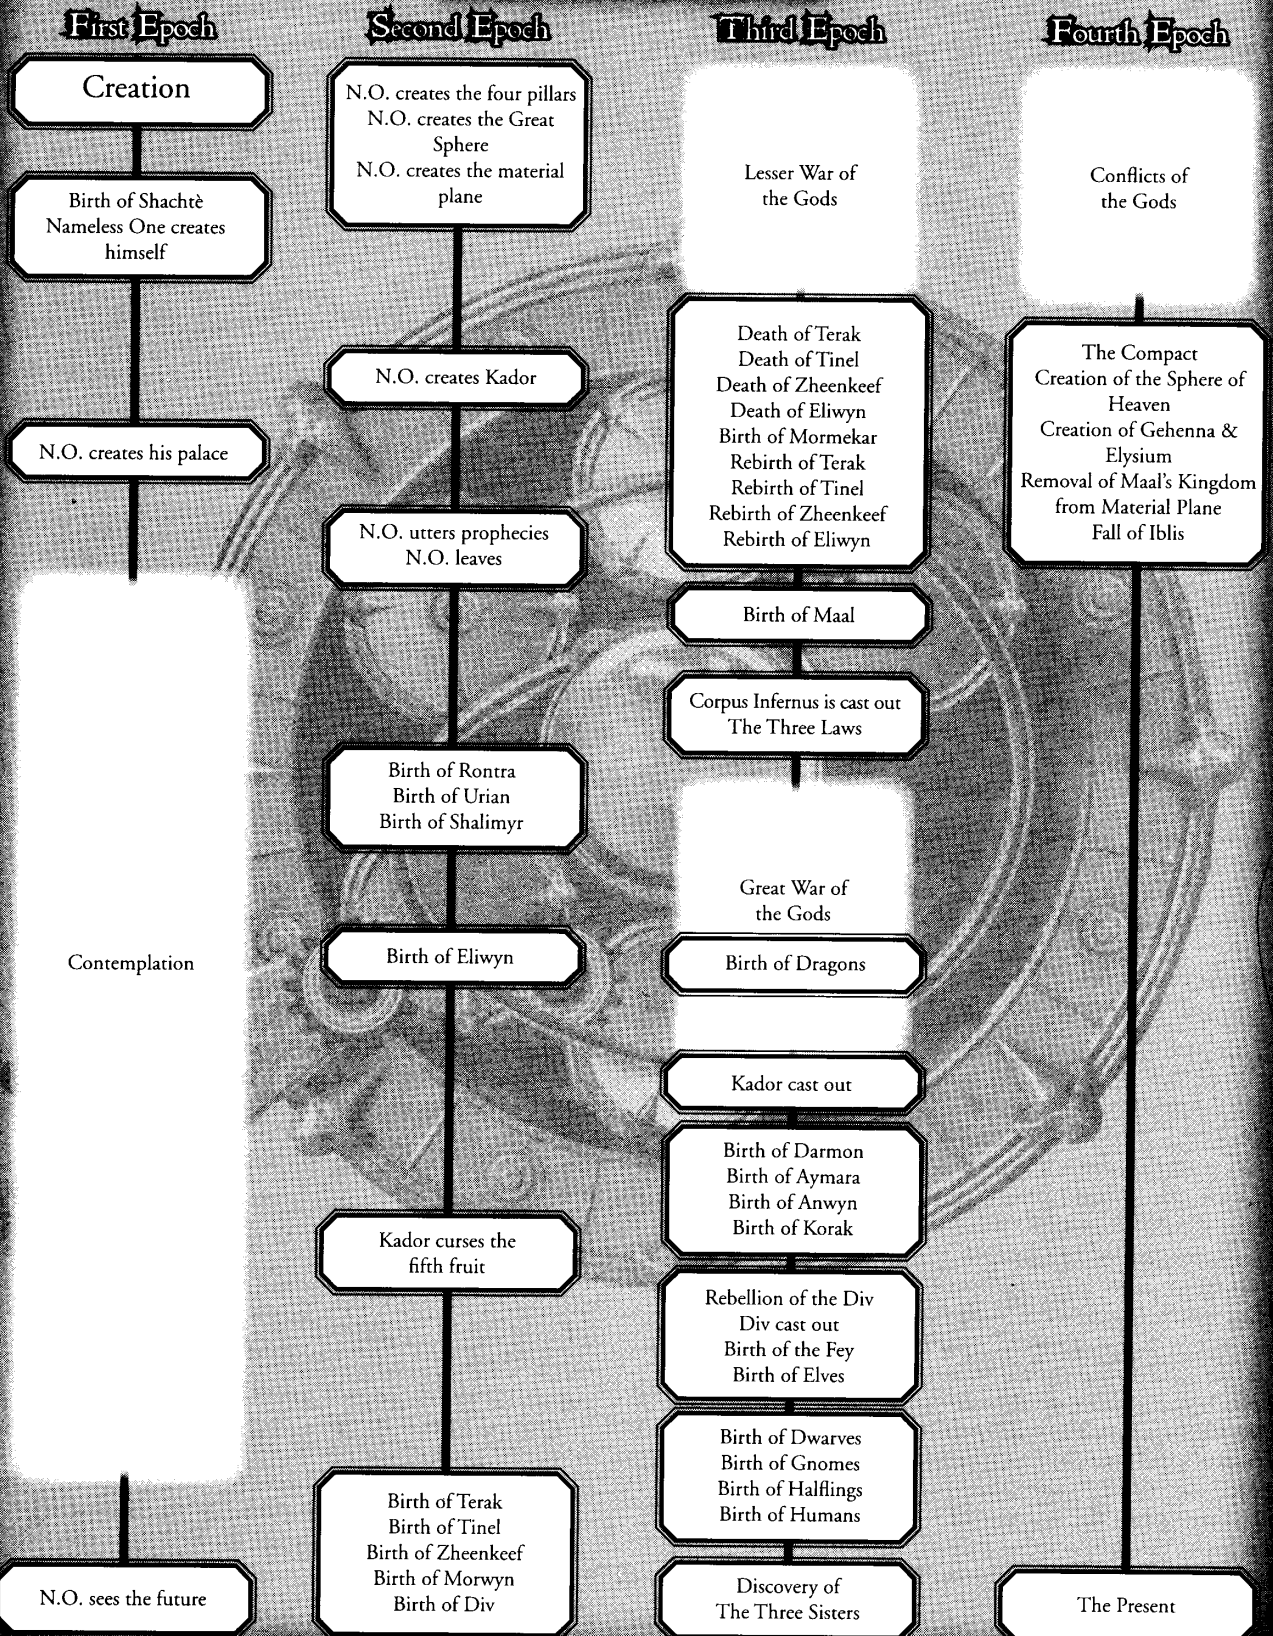 First Epoch
Creation
Birth of Shachtè
Nameless One creates
himself
N.O. creates his palace
Contemplation
N.O. sees the future
Second Epoch
N.O. creates the four pillars
N.O. creates the Great
Sphere
N.O. creates the material
plane
N.O. creates Kador
N.O. utters prophecies
N.O. leaves
Birth of Rontra
Birth of Urian
Birth of Shalimyr
Birth of Eliwyn
Kador curses the
fifth fruit
Birth of Terak
Birth of Tinel
Birth of Zheenkeef
Birth of Morwyn
Birth of Div
Third Epoch
Lesser War of
the Gods
Death of Terak
Death of Tinel
Death of Zheenkeef
Death of Eliwyn
Birth of Mormekar
Rebirth of Terak
Rebirth of Tinel
Rebirth of Zheenkeef
Rebirth of Eliwyn
Birth of Maal
Corpus Infernus is cast out
The Three Laws
Great War of
the Gods
Birth of Dragons
Kador cast out
Birth of Darmon
Birth of Aymara
Birth of Anwyn
Birth of Korak
Rebellion of the Div
Div cast out
Birth of the Fey
Birth of Elves
Birth of Dwarves
Birth of Gnomes
Birth of Halflings
Birth of Humans
Discovery of
The Three Sisters
Fourth Epoch
Conflicts of
the Gods
The Compact
Creation of the Sphere of
Heaven
Creation of Gehenna &
Elysium
Removal of Maal's Kingdom
from Material Plane
Fall of Iblis
The Present